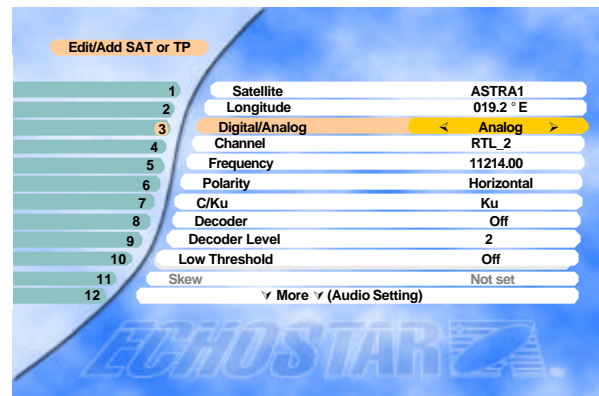 Edit/Add SAT or TP
1 Satellite ASTRA1
2 Longitude 019.2 ° E
3 Digital/Analog Analog
4 Channel RTL_2
5 Frequency 11214.00
6 Polarity Horizontal
7 C/Ku Ku
8 Decoder Off
9 Decoder Level 2
10 Low Threshold Off
11 Skew Not set
12 More (Audio Setting)
ECHOSTAR